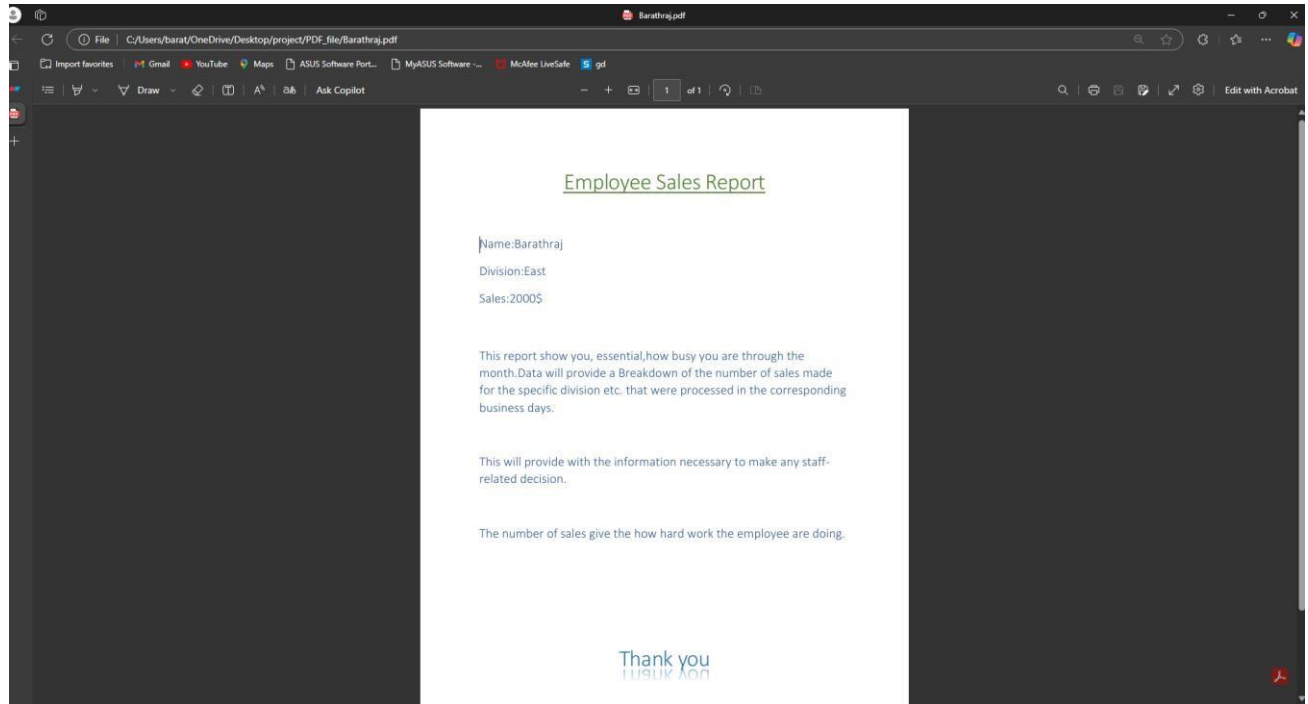 Barathraj.pdf
File C:/Users/barat/OneDrive/Desktop/project/PDF_file/Barathraj.pdf
Import favorites Gmail YouTube Maps ASUS Software Port... MyASUS Software -... McAfee LiveSafe gd
Draw Ask Copilot 1 of 1 Edit with Acrobat
Employee Sales Report
Name:Barathraj
Division:East
Sales:2000$
This report show you, essential,how busy you are through the
month.Data will provide a Breakdown of the number of sales made
for the specific division etc. that were processed in the corresponding
business days.
This will provide with the information necessary to make any staff-
related decision.
The number of sales give the how hard work the employee are doing.
Thank you